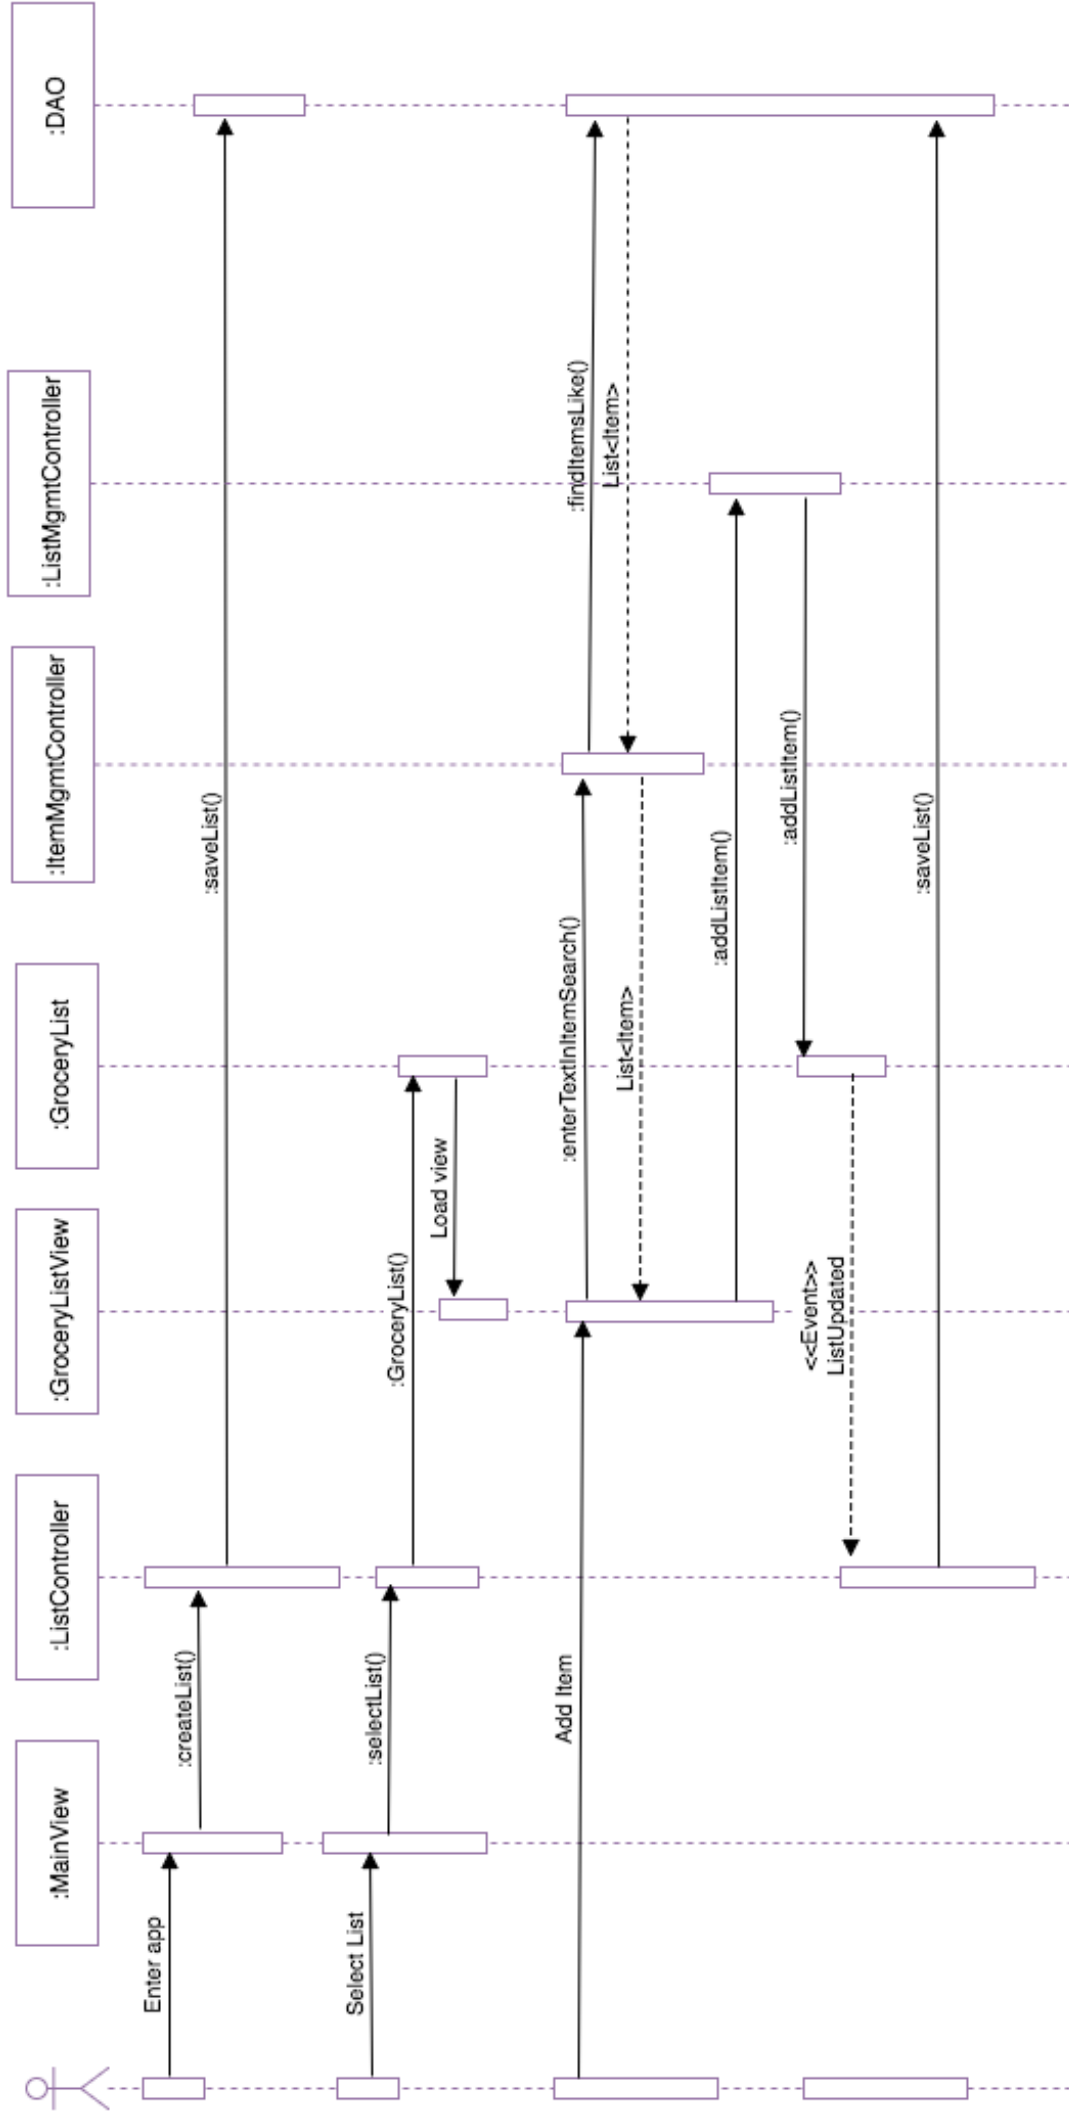 :MainView
:ListController
:GroceryListView
:GroceryList
:ItemMgmtController
:ListMgmtController
:DAO
Enter app
:createList()
:saveList()
Select List
:selectList()
:GroceryList()
Load view
Add Item
:enterTextInItemSearch()
:findItemsLike()
List<Item>
List<Item>
:addListItem()
:addListItem()
<<Event>>
ListUpdated
:saveList()